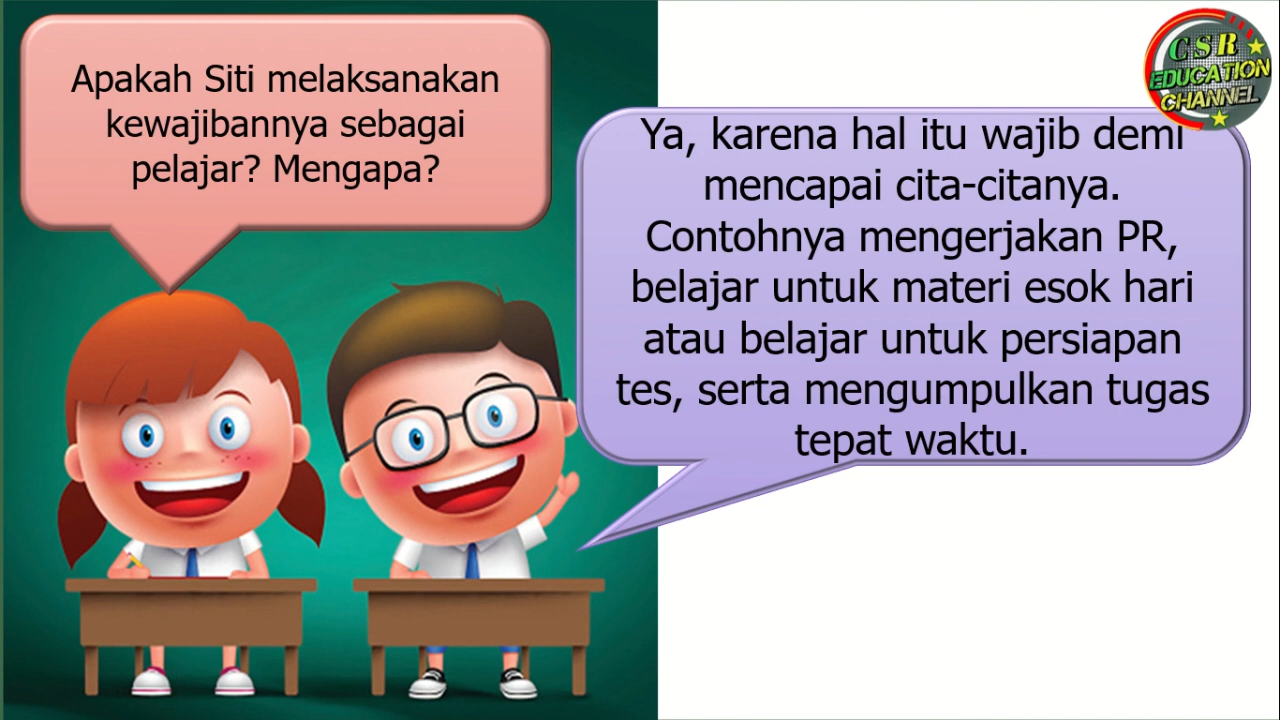 Apakah Siti melaksanakan
kewajibannya sebagai
pelajar? Mengapa?
CSR
EDUCATION
CHANNEL
Ya, karena hal itu wajib demi
mencapai cita-citanya.
Contohnya mengerjakan PR,
belajar untuk materi esok hari
atau belajar untuk persiapan
tes, serta mengumpulkan tugas
tepat waktu.